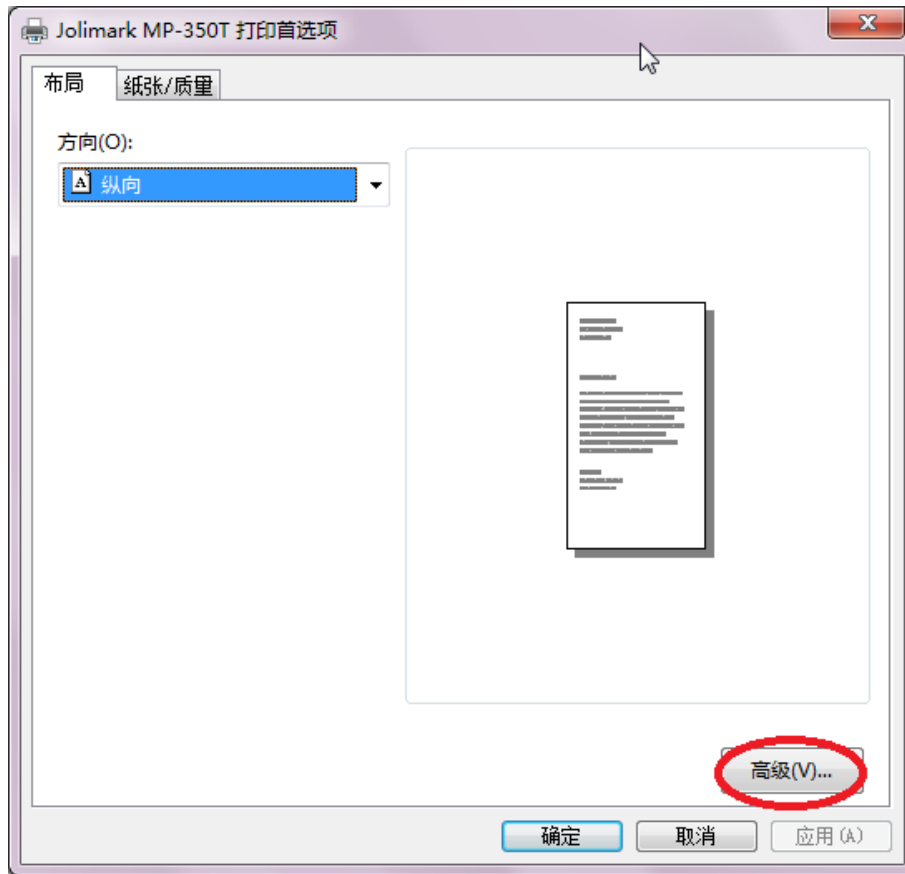 Jolimark MP-350T 打印首选项
布局
纸张/质量
方向(O):
A 纵向
高级(V)...
确定
取消
应用(A)